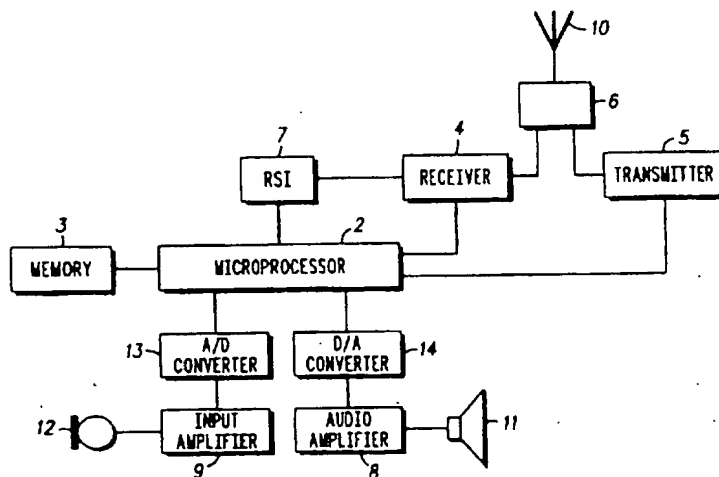 10
6
7
4
5
RSI
RECEIVER
TRANSMITTER
3
2
MEMORY
MICROPROCESSOR
13
A/D
CONVERTER
D/A
CONVERTER
14
12
INPUT
AMPLIFIER
AUDIO
AMPLIFIER
11
9
8